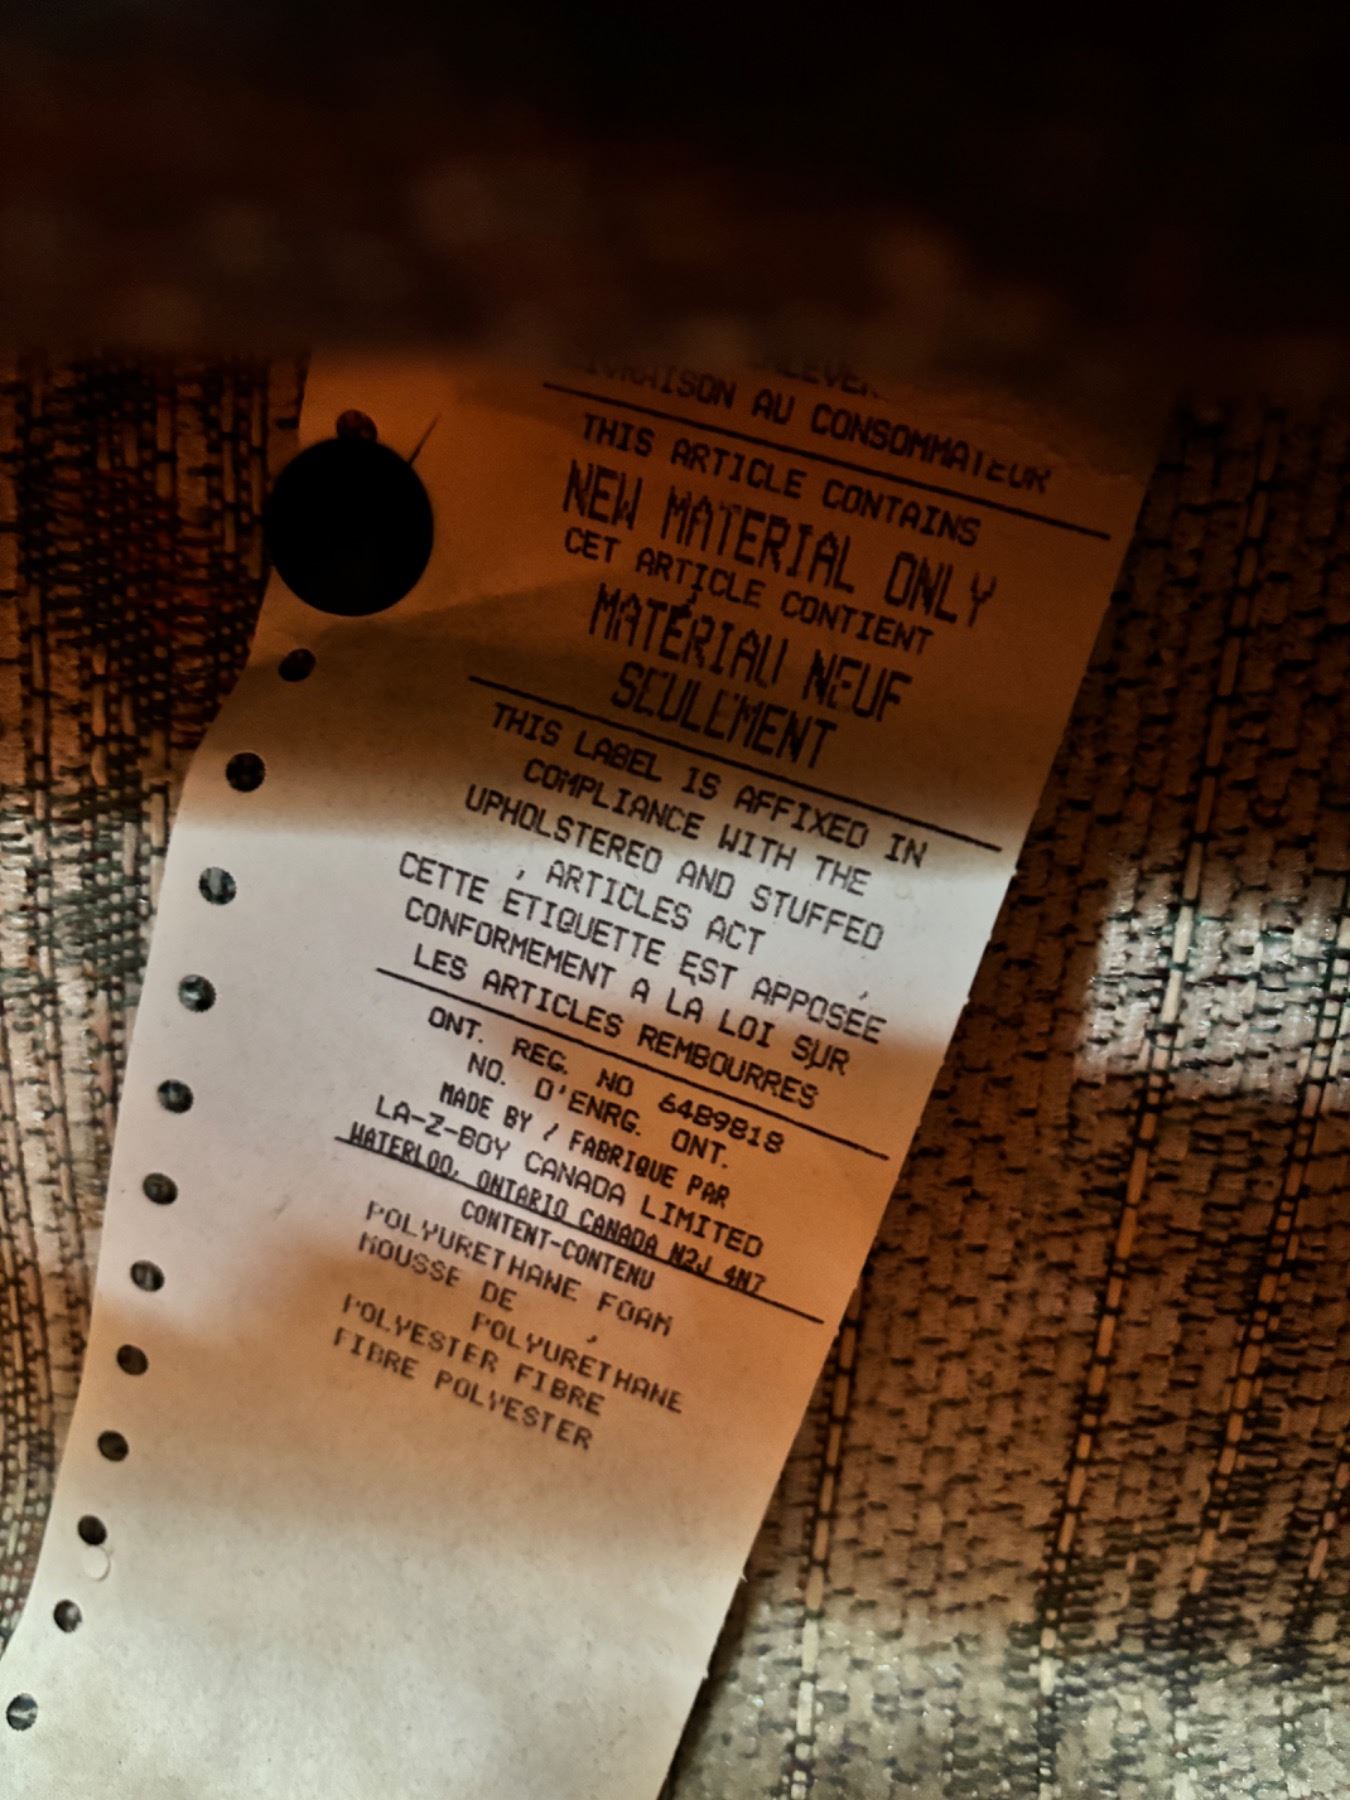 LIVRAISON AU CONSOMMATEUR
THIS ARTICLE CONTAINS
NEW MATERIAL ONLY
CET ARTICLE CONTIENT
MATÉRIAU NEUF
SEULEMENT
THIS LABEL IS AFFIXED IN
COMPLIANCE WITH THE
UPHOLSTERED AND STUFFED
ARTICLES ACT
CETTE ÉTIQUETTE EST APPOSÉE
CONFORMEMENT A LA LOI SUR
LES ARTICLES REMBOURRÉS
ONT. REG. NO 64B9818
NO. D'ENRG. ONT.
MADE BY / FABRIQUE PAR
LA-Z-BOY CANADA LIMITED
WATERLOO, ONTARIO CANADA N2J 4N7
CONTENT-CONTENU
POLYURETHANE FOAM
MOUSSE DE
POLYURÉTHANE
POLYESTER FIBRE
FIBRE POLYESTER